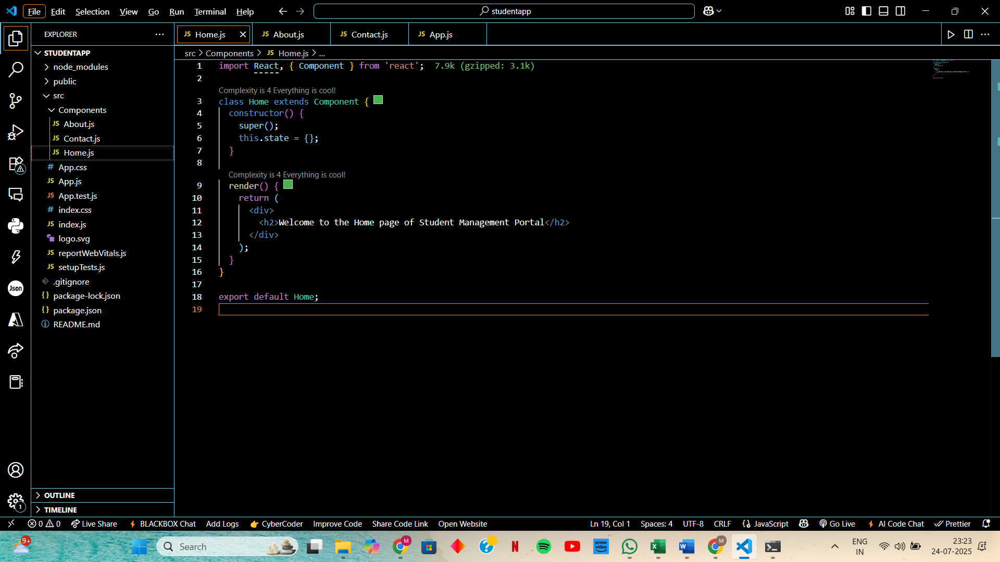 File Edit Selection View Go Run Terminal Help
studentapp
EXPLORER
Home.js
About.js
Contact.js
App.js
STUDENTAPP
node_modules
public
src
Components
About.js
Contact.js
Home.js
App.css
App.js
App.test.js
index.css
index.js
logo.svg
reportWebVitals.js
setupTests.js
.gitignore
package-lock.json
package.json
README.md
OUTLINE
TIMELINE
src > Components > JS Home.js > ...
1 import React, { Component } from 'react'; 7.9k (gzipped: 3.1k)
2
Complexity is 4 Everything is cool!
3 class Home extends Component {
4 constructor() {
5 super();
6 this.state = {};
7 }
8
Complexity is 4 Everything is cool!
9 render() {
10 return (
11 <div>
12 <h2>Welcome to the Home page of Student Management Portal</h2>
13 </div>
14 );
15 }
16 }
17
18 export default Home;
19
0 0 Live Share BLACKBOX Chat Add Logs CyberCoder Improve Code Share Code Link Open Website
Ln 19, Col 1 Spaces: 4 UTF-8 CRLF JavaScript Go Live AI Code Chat Prettier
9+
Search
prime video
ENG
IN
23:23
24-07-2025